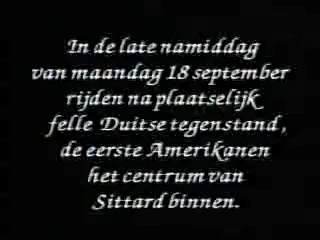 In de late namiddag
van maandag 18 september
rijden na plaatselijk
felle Duitse tegenstand,
de eerste Amerikanen
het centrum van
Sittard binnen.